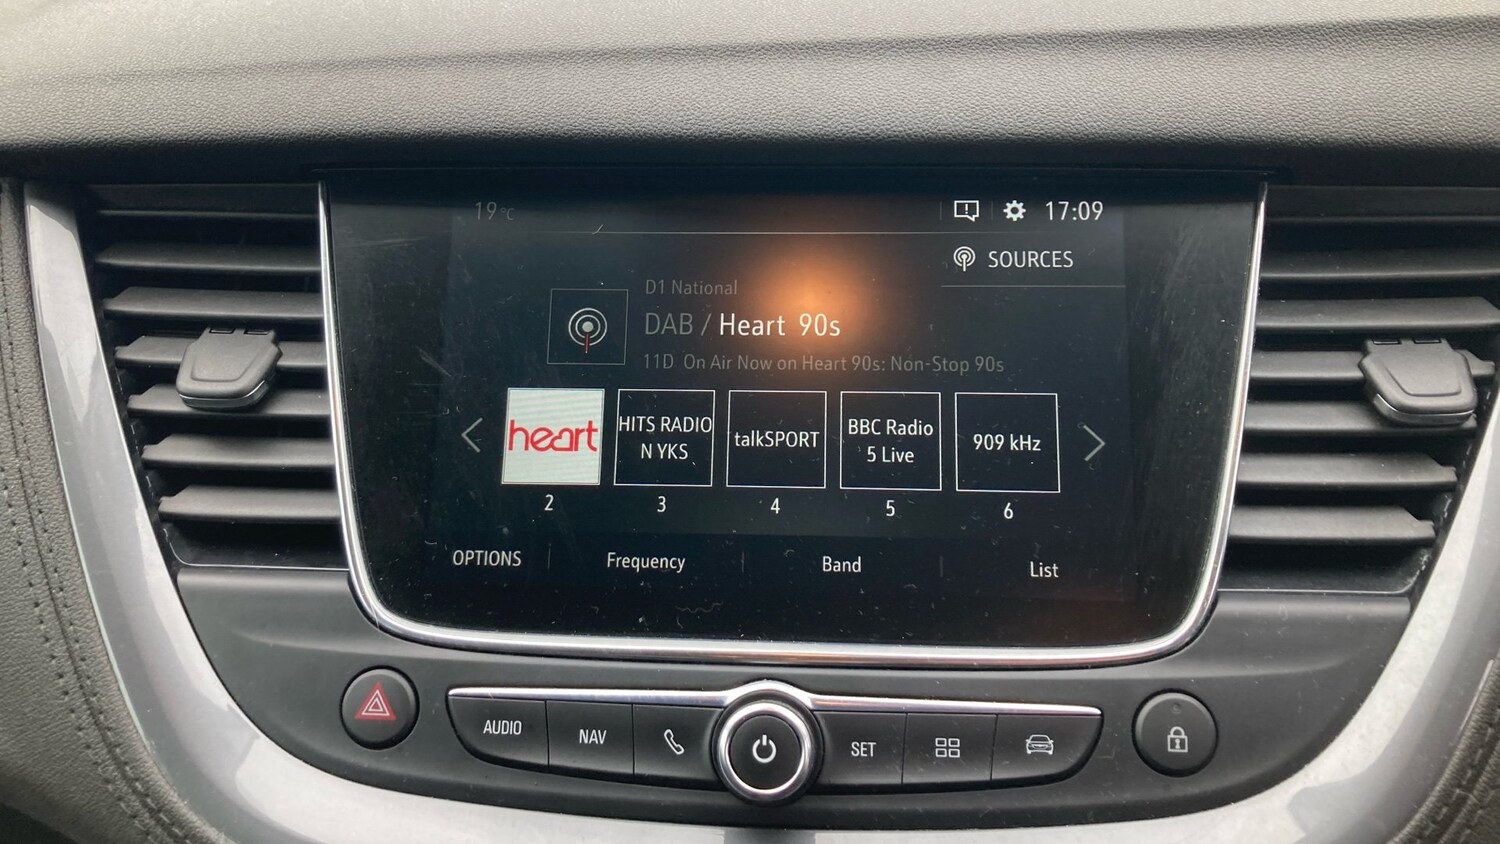 19°C
17:09
SOURCES
D1 National
DAB / Heart 90s
11D On Air Now on Heart 90s: Non-Stop 90s
heart
HITS RADIO
N YKS
talkSPORT
BBC Radio
5 Live
909 kHz
2
3
4
5
6
OPTIONS
Frequency
Band
List
AUDIO
NAV
SET